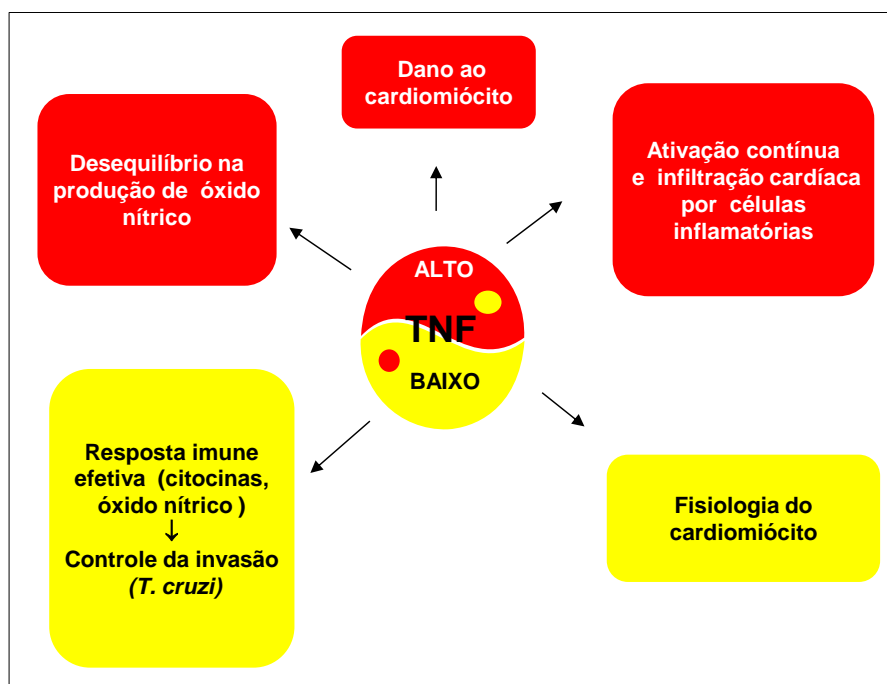 Dano ao
cardiomiócito
Desequilíbrio na
produção de óxido
nítrico
Ativação contínua
e infiltração cardíaca
por células
inflamatórias
ALTO
TNF
BAIXO
Resposta imune
efetiva (citocinas,
óxido nítrico )
↓
Controle da invasão
(T. cruzi)
Fisiologia do
cardiomiócito